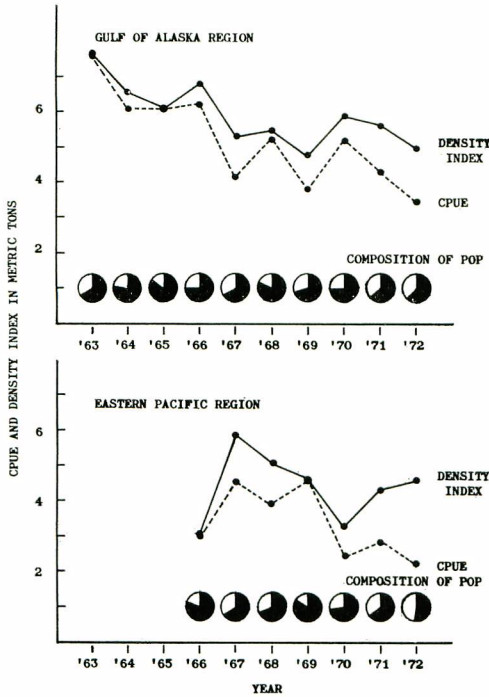 GULF OF ALASKA REGION
6
DENSITY
INDEX
4
CPUE
2
COMPOSITION OF POP
'63 '64 '65 '66 '67 '68 '69 '70 '71 '72
CPUE AND DENSITY INDEX IN METRIC TONS
EASTERN PACIFIC REGION
6
DENSITY
INDEX
4
2
CPUE
COMPOSITION OF POP
'63 '64 '65 '66 '67 '68 '69 '70 '71 '72
YEAR